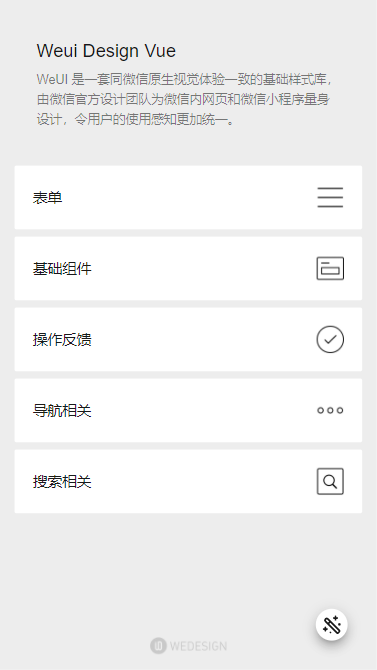 Weui Design Vue
WeUI 是一套同微信原生视觉体验一致的基础样式库，
由微信官方设计团队为微信内网页和微信小程序量身
设计，令用户的使用感知更加统一。
表单
基础组件
操作反馈
导航相关
搜索相关
WEDESIGN